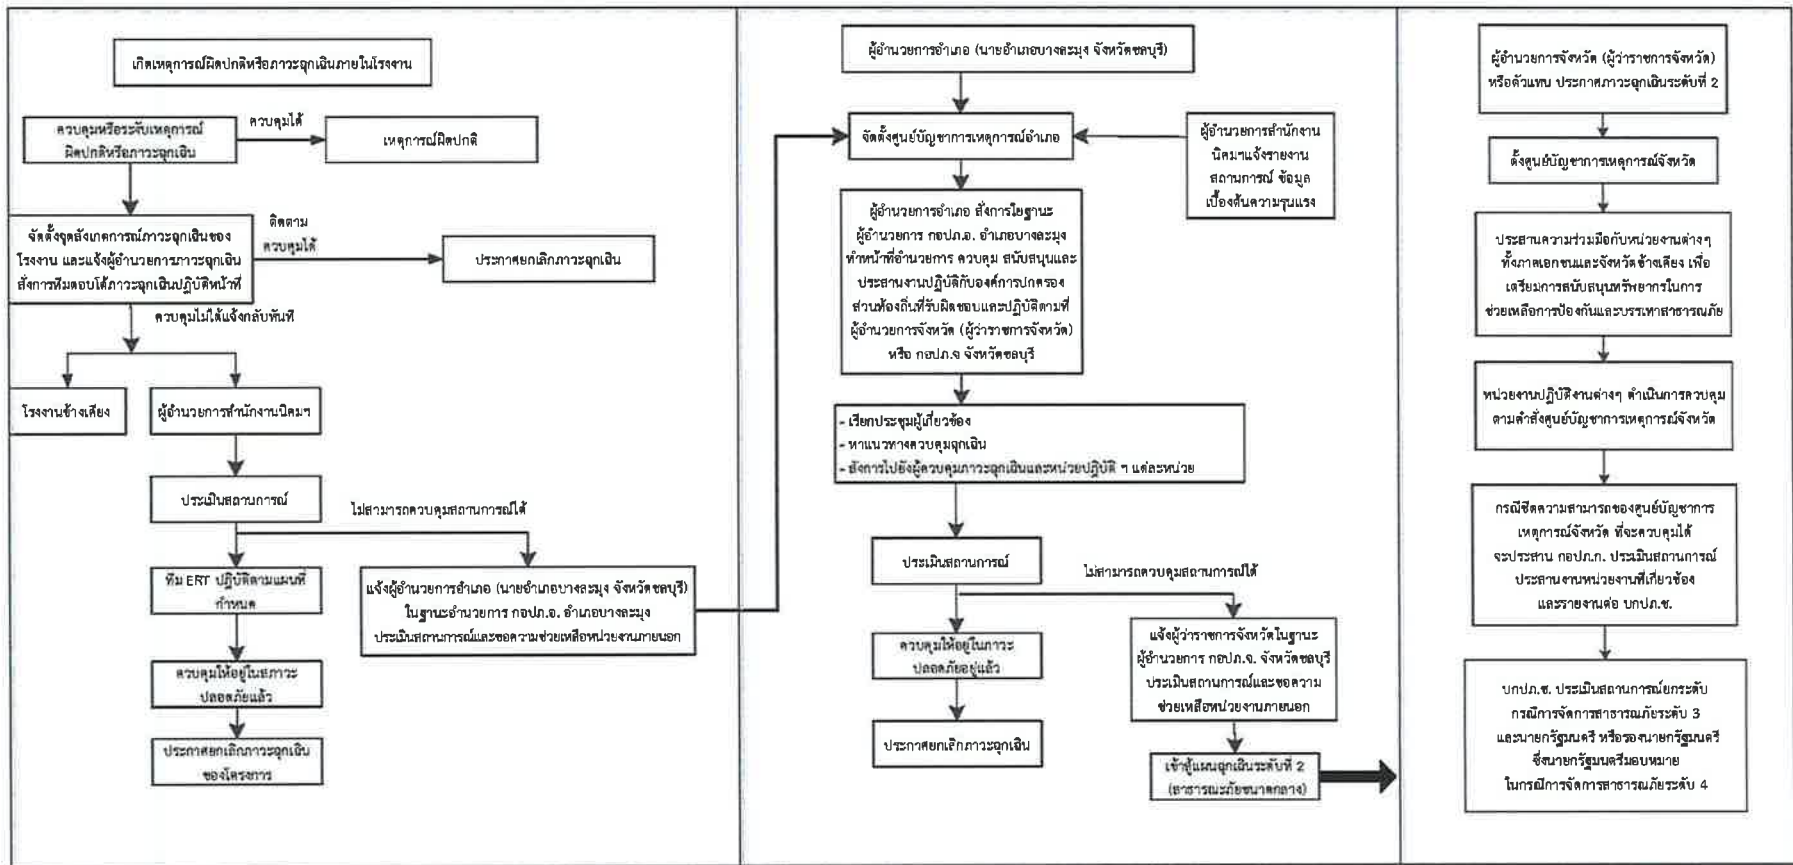 เกิดเหตุการณ์ผิดปกติหรือภาวะฉุกเฉินภายในโรงงาน
ควบคุมหรือระงับเหตุการณ์
ผิดปกติหรือภาวะฉุกเฉิน
ควบคุมได้
เหตุการณ์ผิดปกติ
จัดตั้งจุดสังเกตการณ์ภาวะฉุกเฉินของ
โรงงาน และแจ้งผู้อำนวยการภาวะฉุกเฉิน
สั่งการทีมตอบโต้ภาวะฉุกเฉินปฏิบัติหน้าที่
ติดตาม
ควบคุมได้
ประกาศยกเลิกภาวะฉุกเฉิน
ควบคุมไม่ได้แจ้งกลับทันที
โรงงานข้างเคียง
ผู้อำนวยการสำนักงานนิคมฯ
ประเมินสถานการณ์
ไม่สามารถควบคุมสถานการณ์ได้
ทีม ERT ปฏิบัติตามแผนที่
กำหนด
แจ้งผู้อำนวยการอำเภอ (นายอำเภอบางละมุง จังหวัดชลบุรี)
ในฐานะอำนวยการ กอปภ.อ. อำเภอบางละมุง
ประเมินสถานการณ์และขอความช่วยเหลือหน่วยงานภายนอก
ควบคุมให้อยู่ในสภาวะ
ปลอดภัยแล้ว
ประกาศยกเลิกภาวะฉุกเฉิน
ของโครงการ
ผู้อำนวยการอำเภอ (นายอำเภอบางละมุง จังหวัดชลบุรี)
จัดตั้งศูนย์บัญชาการเหตุการณ์อำเภอ
ผู้อำนวยการสำนักงาน
นิคมฯแจ้งรายงาน
สถานการณ์ ข้อมูล
เบื้องต้นความรุนแรง
ผู้อำนวยการอำเภอ สั่งการในฐานะ
ผู้อำนวยการ กอปภ.อ. อำเภอบางละมุง
ทำหน้าที่อำนวยการ ควบคุม สนับสนุนและ
ประสานงานปฏิบัติกับองค์การปกครอง
ส่วนท้องถิ่นที่รับผิดชอบและปฏิบัติตามที่
ผู้อำนวยการจังหวัด (ผู้ว่าราชการจังหวัด)
หรือ กอปภ.จ จังหวัดชลบุรี
- เรียกประชุมผู้เกี่ยวข้อง
- หาแนวทางควบคุมฉุกเฉิน
- สั่งการไปยังผู้ควบคุมภาวะฉุกเฉินและหน่วยปฏิบัติ ฯ แต่ละหน่วย
ประเมินสถานการณ์
ไม่สามารถควบคุมสถานการณ์ได้
ควบคุมให้อยู่ในภาวะ
ปลอดภัยอยู่แล้ว
แจ้งผู้ว่าราชการจังหวัดในฐานะ
ผู้อำนวยการ กอปภ.จ. จังหวัดชลบุรี
ประเมินสถานการณ์และขอความ
ช่วยเหลือหน่วยงานภายนอก
ประกาศยกเลิกภาวะฉุกเฉิน
เข้าสู่แผนฉุกเฉินระดับที่ 2
(สาธารณะภัยขนาดกลาง)
ผู้อำนวยการจังหวัด (ผู้ว่าราชการจังหวัด)
หรือตัวแทน ประกาศภาวะฉุกเฉินระดับที่ 2
ตั้งศูนย์บัญชาการเหตุการณ์จังหวัด
ประสานความร่วมมือกับหน่วยงานต่างๆ
ทั้งภาคเอกชนและจังหวัดข้างเคียง เพื่อ
เตรียมการสนับสนุนทรัพยากรในการ
ช่วยเหลือการป้องกันและบรรเทาสาธารณภัย
หน่วยงานปฏิบัติงานต่างๆ ดำเนินการควบคุม
ตามคำสั่งศูนย์บัญชาการเหตุการณ์จังหวัด
กรณีขีดความสามารถของศูนย์บัญชาการ
เหตุการณ์จังหวัด ที่จะควบคุมได้
จะประสาน กอปภ.ก. ประเมินสถานการณ์
ประสานงานหน่วยงานที่เกี่ยวข้อง
และรายงานต่อ บกปภ.ช.
บกปภ.ช. ประเมินสถานการณ์ยกระดับ
กรณีการจัดการสาธารณภัยระดับ 3
และนายกรัฐมนตรี หรือรองนายกรัฐมนตรี
ซึ่งนายกรัฐมนตรีมอบหมาย
ในกรณีการจัดการสาธารณภัยระดับ 4